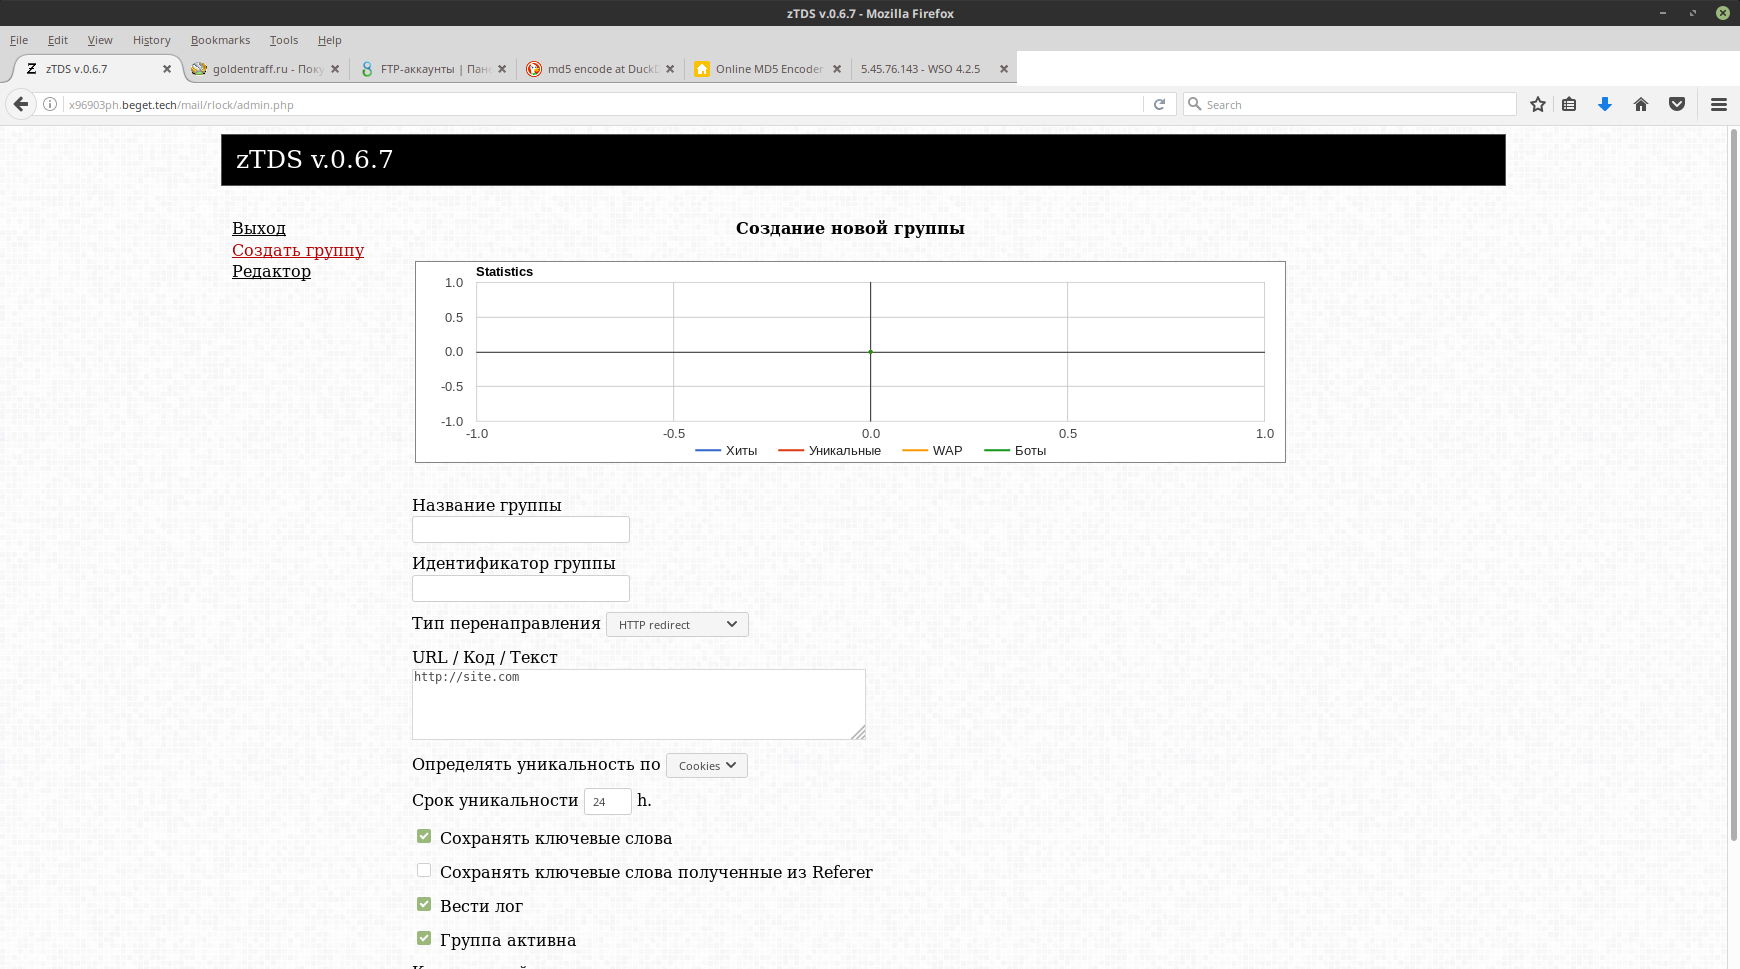 zTDS v.0.6.7 - Mozilla Firefox
File Edit View History Bookmarks Tools Help
zTDS v.0.6.7 goldentraff.ru - Поку FTP-аккаунты | Пан md5 encode at Duck Online MD5 Encoder 5.45.76.143 - WSO 4.2.5
x96903ph.beget.tech/mail/rlock/admin.php Search
zTDS v.0.6.7
Выход
Создать группу
Редактор
Создание новой группы
Statistics
1.0
0.5
0.0
-0.5
-1.0
-1.0 -0.5 0.0 0.5 1.0
Хиты Уникальные WAP Боты
Название группы
Идентификатор группы
Тип перенаправления HTTP redirect
URL / Код / Текст
http://site.com
Определять уникальность по Cookies
Срок уникальности 24 h.
Сохранять ключевые слова
Сохранять ключевые слова полученные из Referer
Вести лог
Группа активна